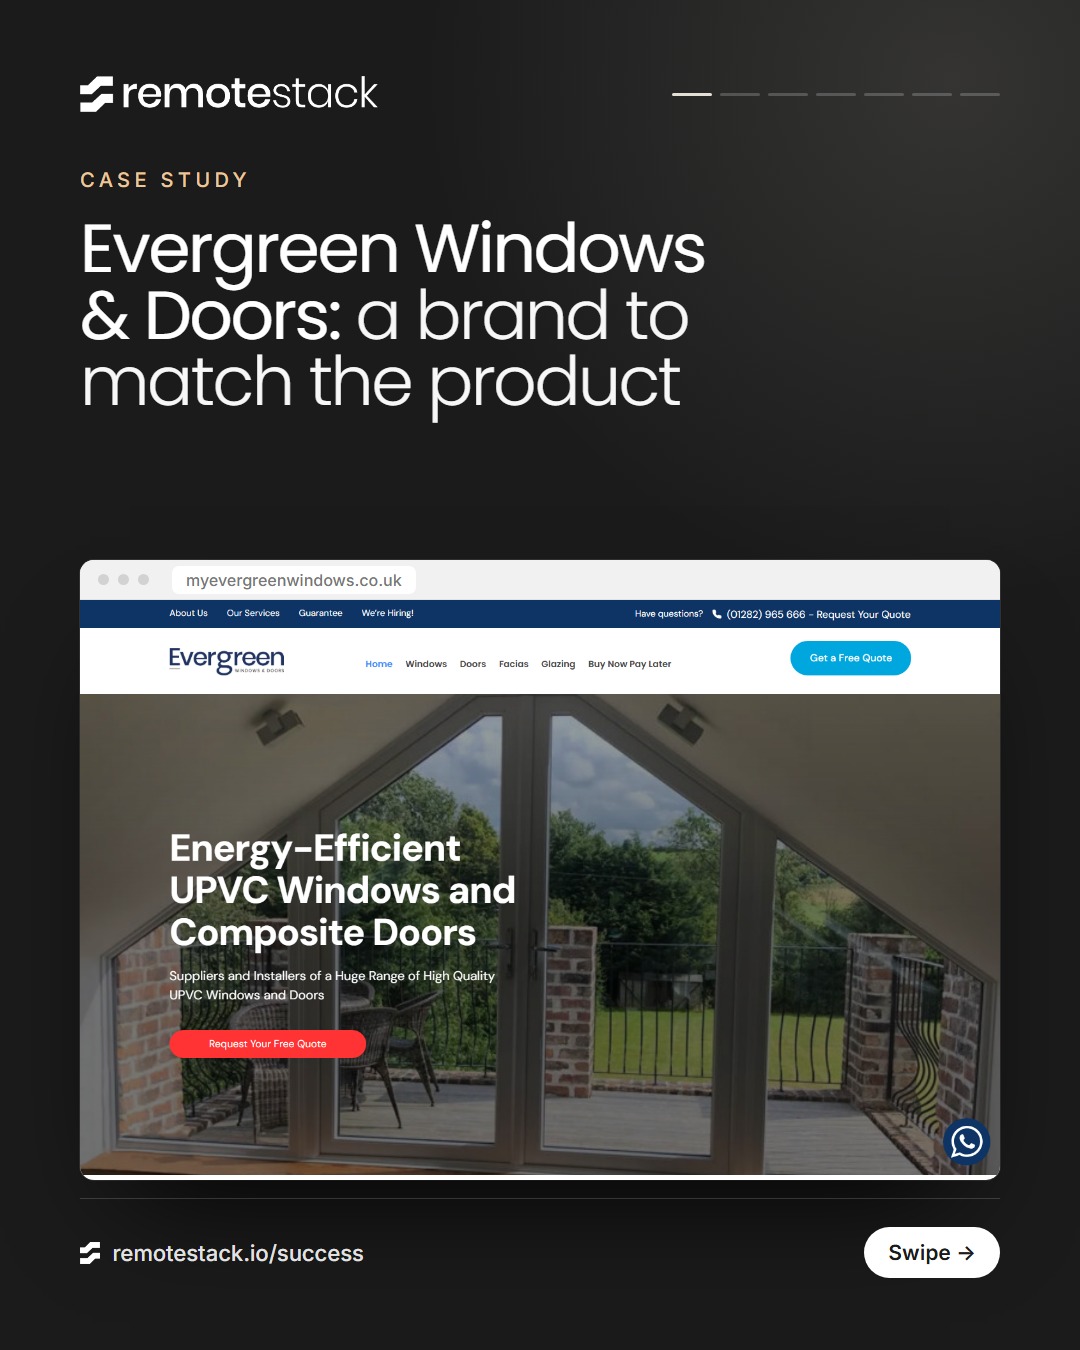 remotestack
CASE STUDY
Evergreen Windows
& Doors: a brand to
match the product
myevergreenwindows.co.uk
About Us Our Services Guarantee We're Hiring! Have questions? (01282) 965 666 - Request Your Quote
Evergreen
WINDOWS & DOORS
Home Windows Doors Facias Glazing Buy Now Pay Later
Get a Free Quote
Energy-Efficient
UPVC Windows and
Composite Doors
Suppliers and Installers of a Huge Range of High Quality
UPVC Windows and Doors
Request Your Free Quote
remotestack.io/success
Swipe →